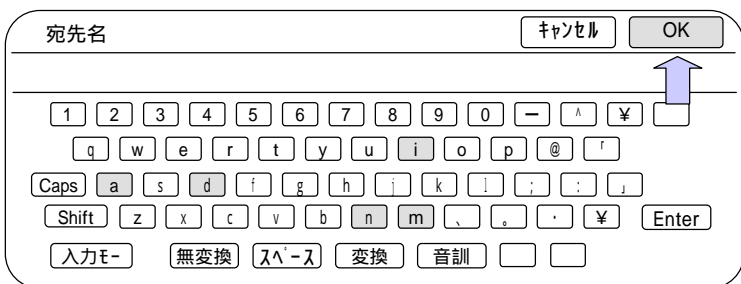 宛先名 ｷｬﾝｾﾙ OK
1 2 3 4 5 6 7 8 9 0 ー ^ ￥
q w e r t y u i o p @ 「
Caps a s d f g h j k l ; : 」
Shift z x c v b n m 、 。 ・ ￥ Enter
入力ﾓｰ 無変換 ｽﾍﾟｰｽ 変換 音訓